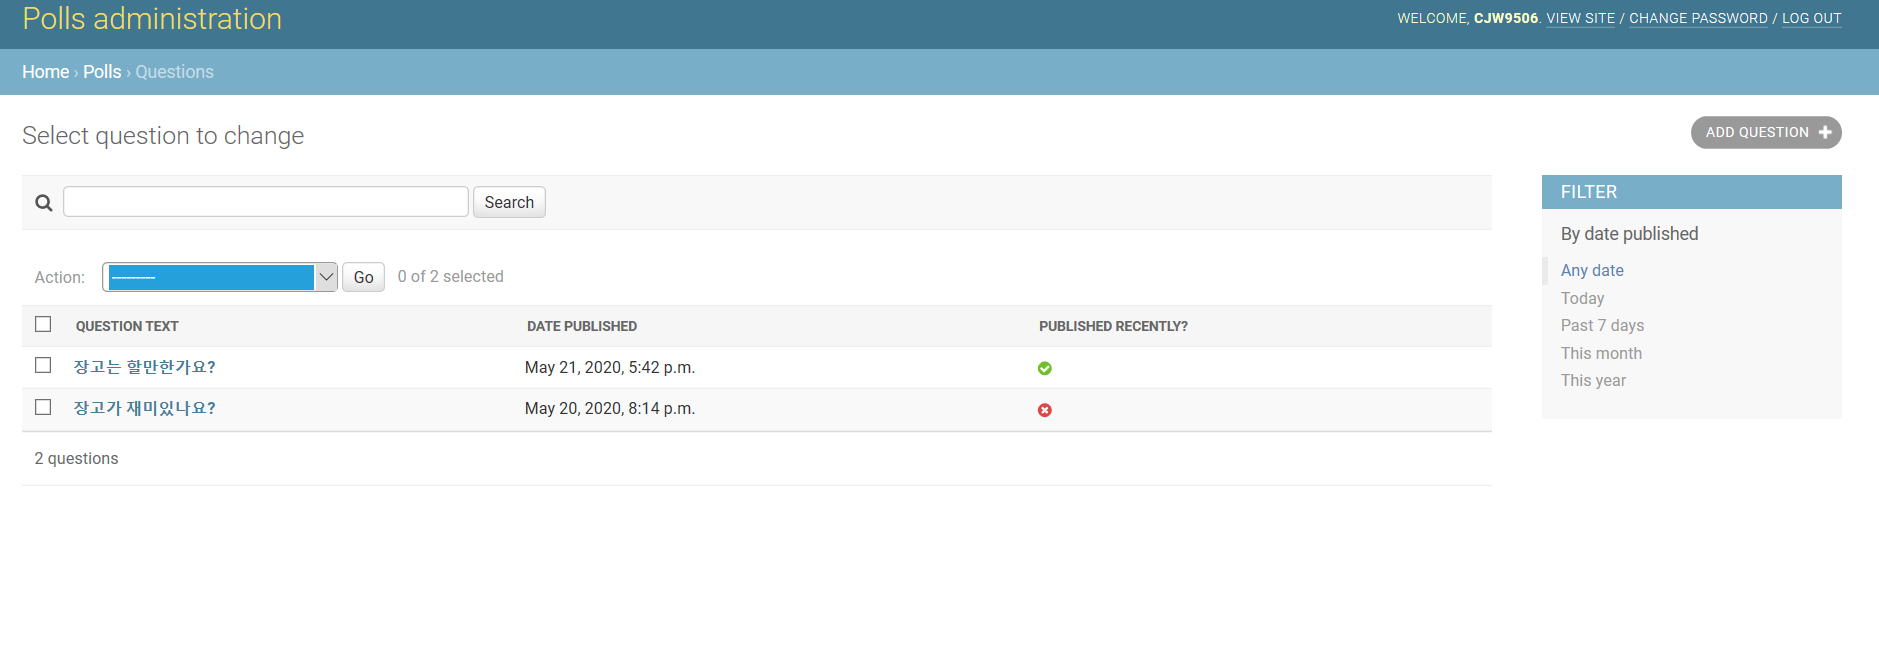 Polls administration
WELCOME, CJW9506. VIEW SITE / CHANGE PASSWORD / LOG OUT
Home › Polls › Questions
Select question to change
ADD QUESTION
Search
FILTER
By date published
Any date
Today
Past 7 days
This month
This year
Action: --------- Go 0 of 2 selected
QUESTION TEXT DATE PUBLISHED PUBLISHED RECENTLY?
장고는 할만한가요? May 21, 2020, 5:42 p.m.
장고가 재미있나요? May 20, 2020, 8:14 p.m.
2 questions